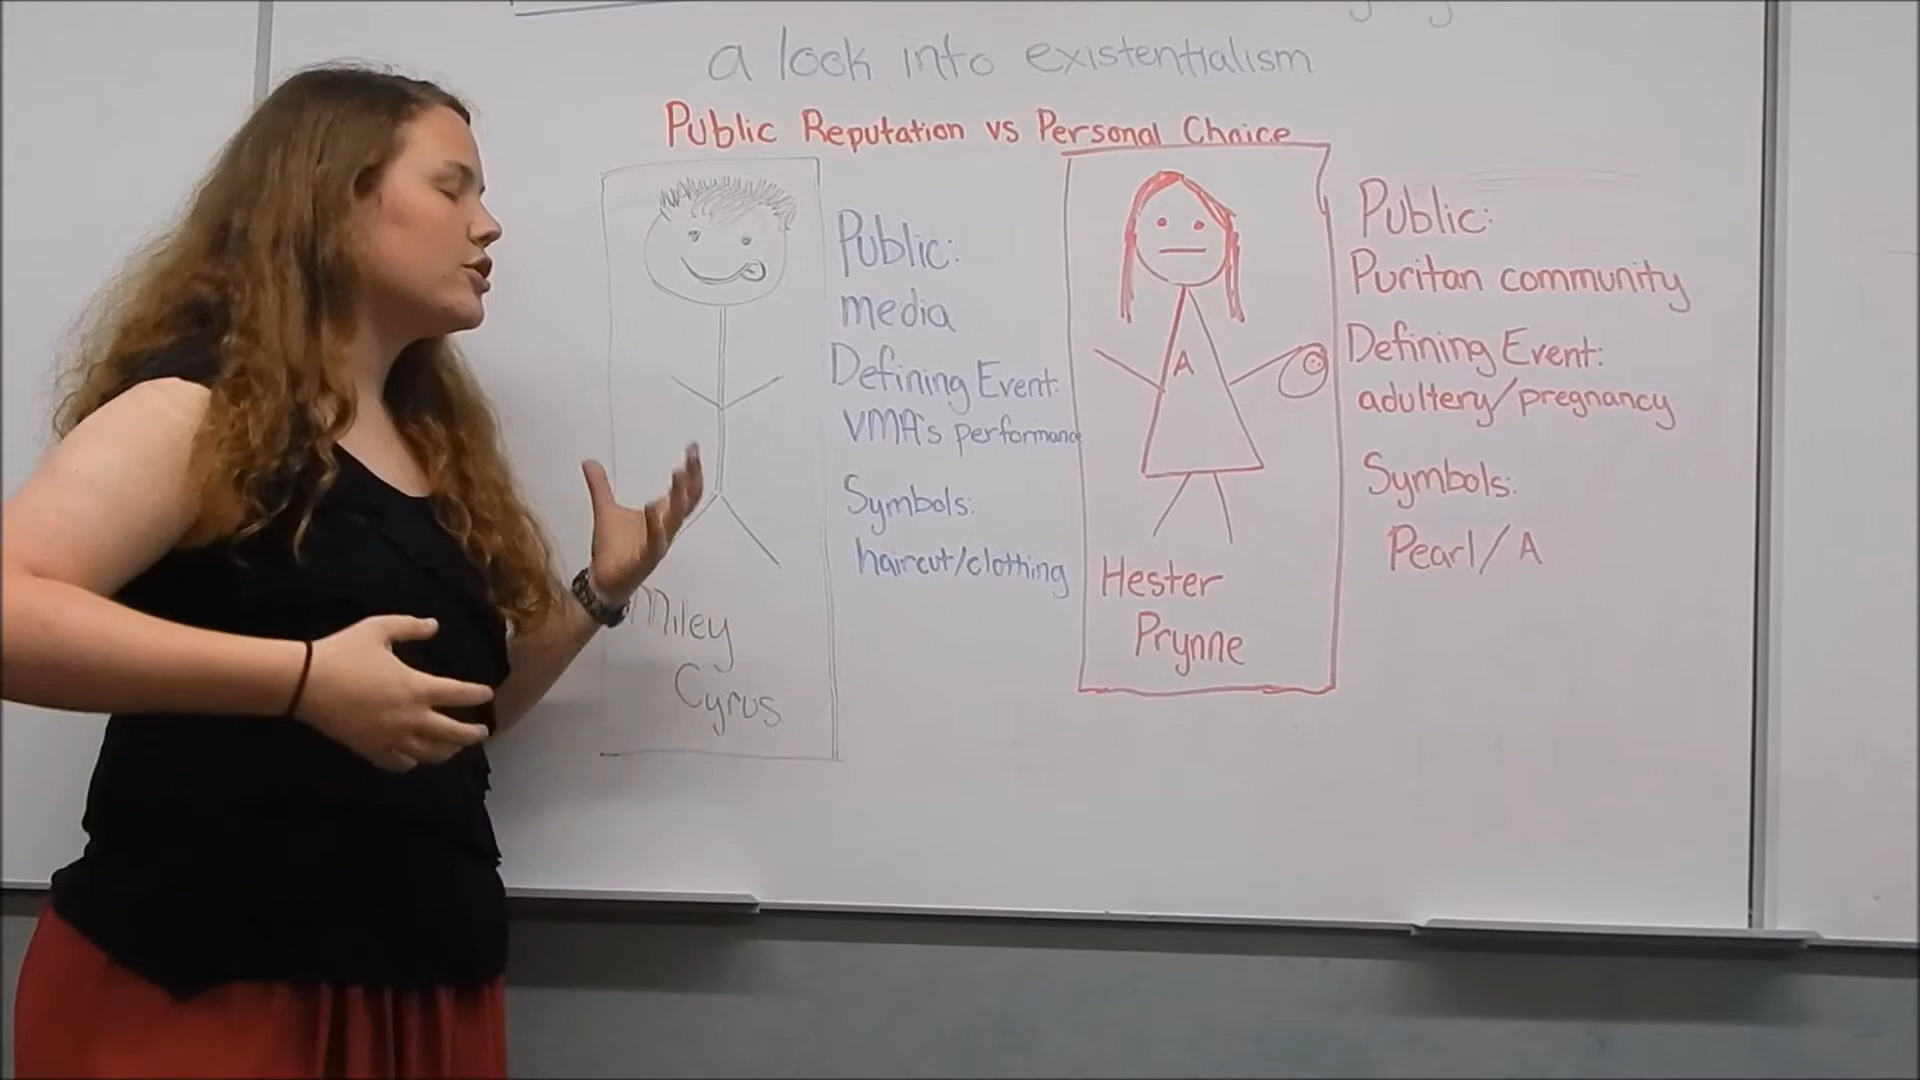 a look into existentialism
Public Reputation vs Personal Choice
Public:
media
Defining Event:
VMA's performance
Symbols:
haircut/clothing
Miley
Cyrus
A
Hester
Prynne
Public:
Puritan community
Defining Event:
adultery/pregnancy
Symbols:
Pearl/A